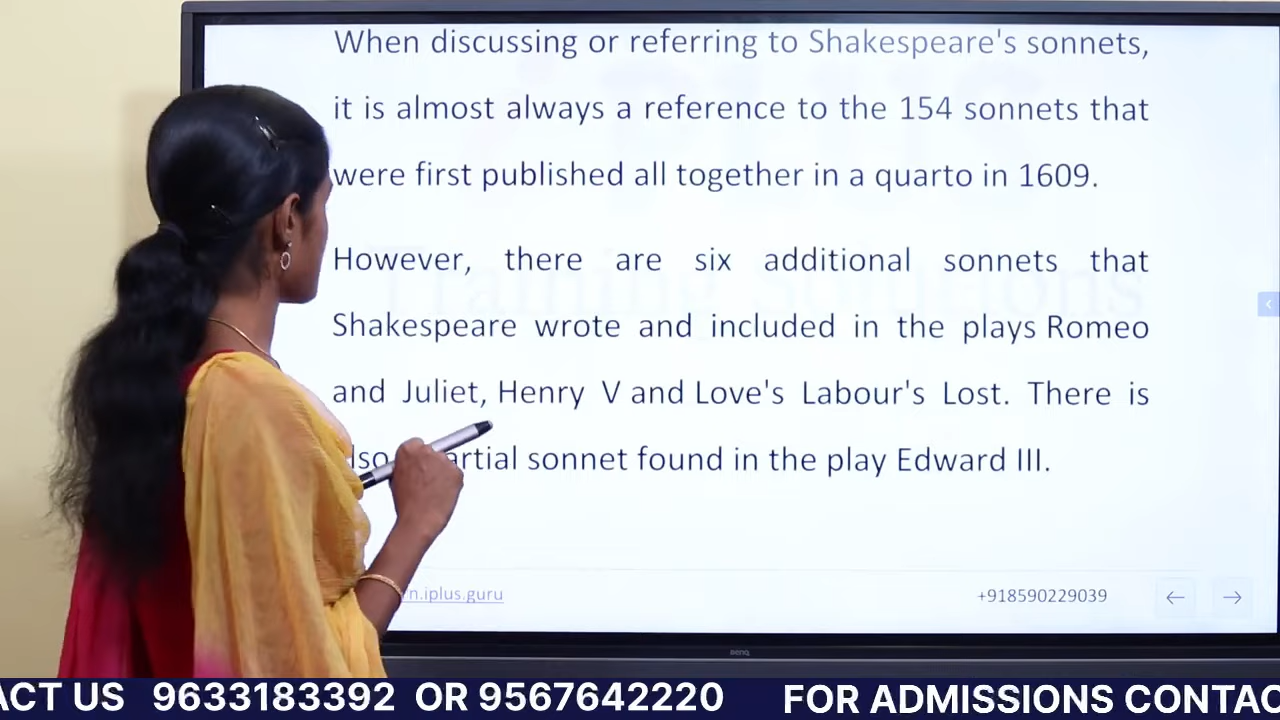 When discussing or referring to Shakespeare's sonnets,
it is almost always a reference to the 154 sonnets that
were first published all together in a quarto in 1609.
However, there are six additional sonnets that
Shakespeare wrote and included in the plays Romeo
and Juliet, Henry V and Love's Labour's Lost. There is
lso artial sonnet found in the play Edward III.
n.iplus.guru
+918590229039
BenQ
ACT US 9633183392 OR 9567642220 FOR ADMISSIONS CONTAC